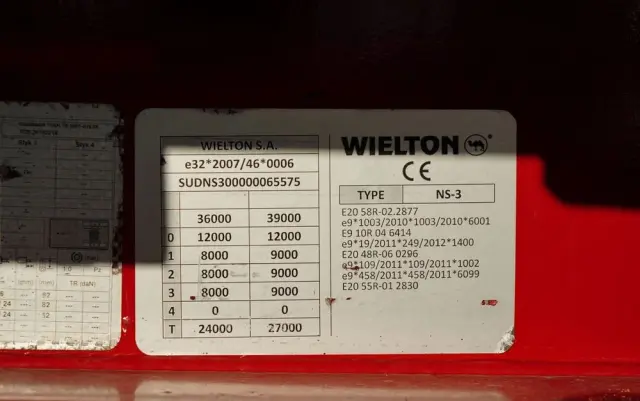 WIELTON S.A.
e32*2007/46*0006
SUDNS300000065575
36000 39000
0 12000 12000
1 8000 9000
2 8000 9000
3 8000 9000
4 0 0
T 24000 27000
WIELTON
CE
TYPE NS-3
E20 58R-02.2877
e9*1003/2010*1003/2010*6001
E9 10R 04 6414
e9*19/2011*249/2012*1400
E20 48R-06 0296
e9*109/2011*109/2011*1002
e9*458/2011*458/2011*6099
E20 55R-01 2830